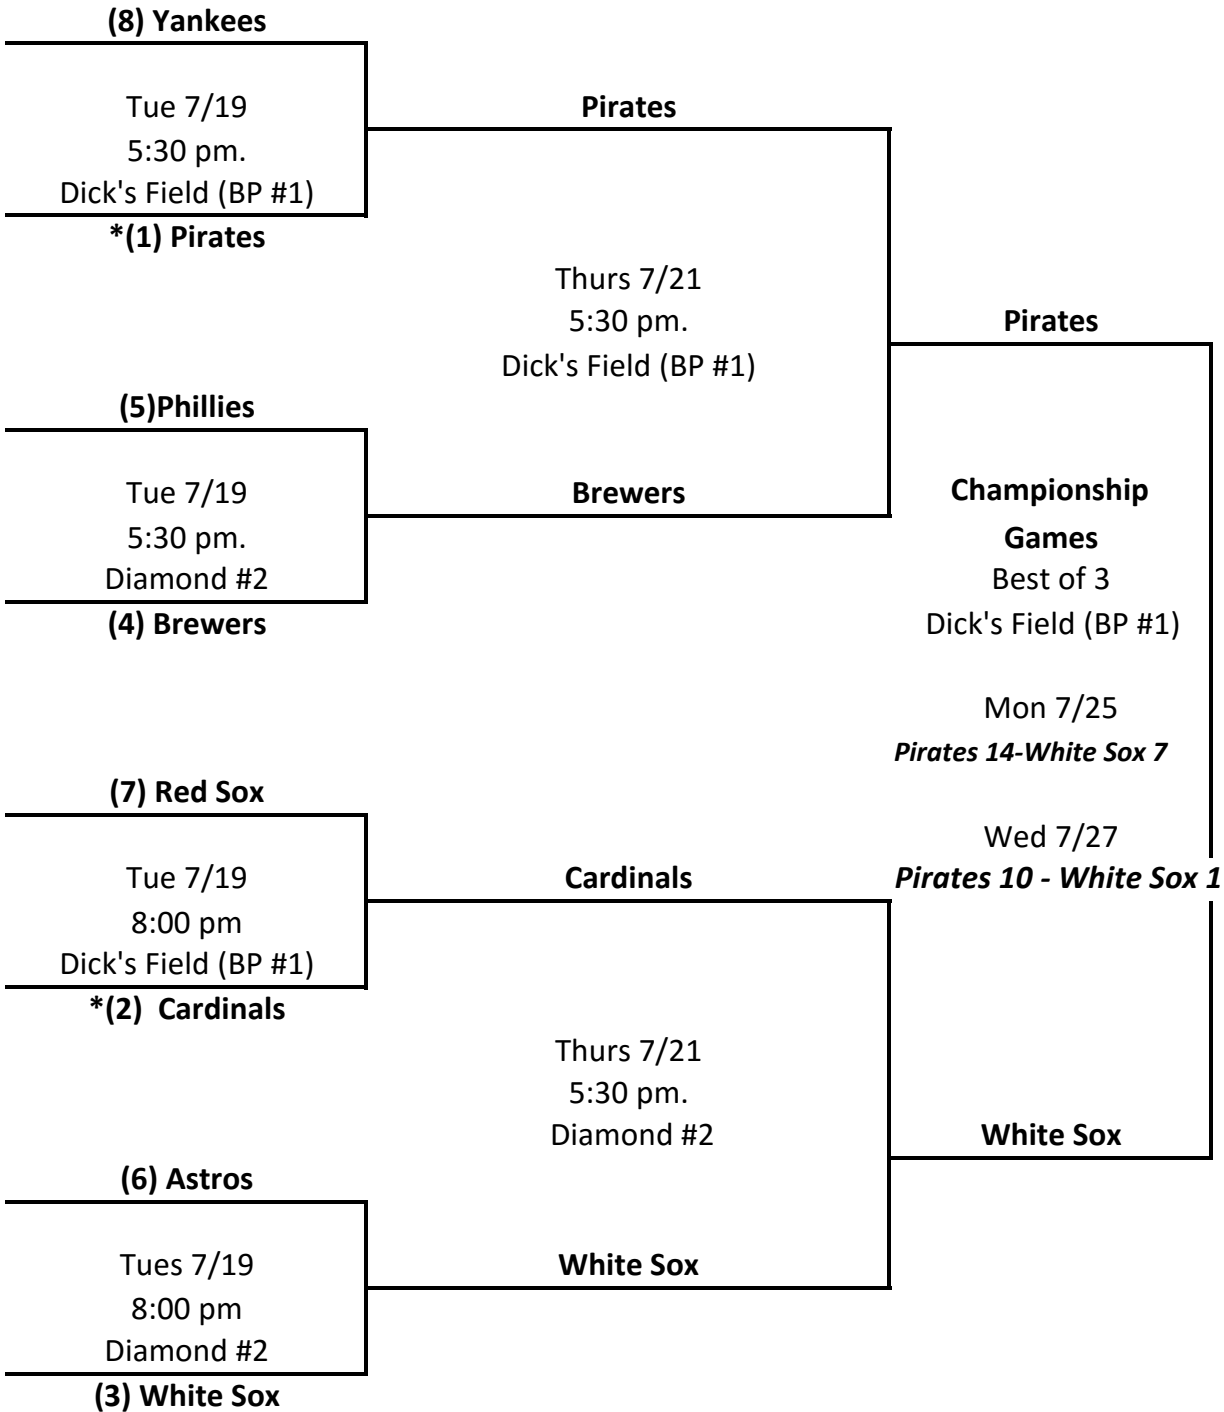 (8) Yankees
Tue 7/19
5:30 pm.
Dick's Field (BP #1)
*(1) Pirates
Pirates
Thurs 7/21
5:30 pm.
Dick's Field (BP #1)
(5)Phillies
Tue 7/19
5:30 pm.
Diamond #2
(4) Brewers
Brewers
Pirates
Championship
Games
Best of 3
Dick's Field (BP #1)
Mon 7/25
Pirates 14-White Sox 7
Wed 7/27
Pirates 10 - White Sox 1
(7) Red Sox
Tue 7/19
8:00 pm
Dick's Field (BP #1)
*(2)  Cardinals
Cardinals
Thurs 7/21
5:30 pm.
Diamond #2
White Sox
(6) Astros
Tues 7/19
8:00 pm
Diamond #2
(3) White Sox
White Sox